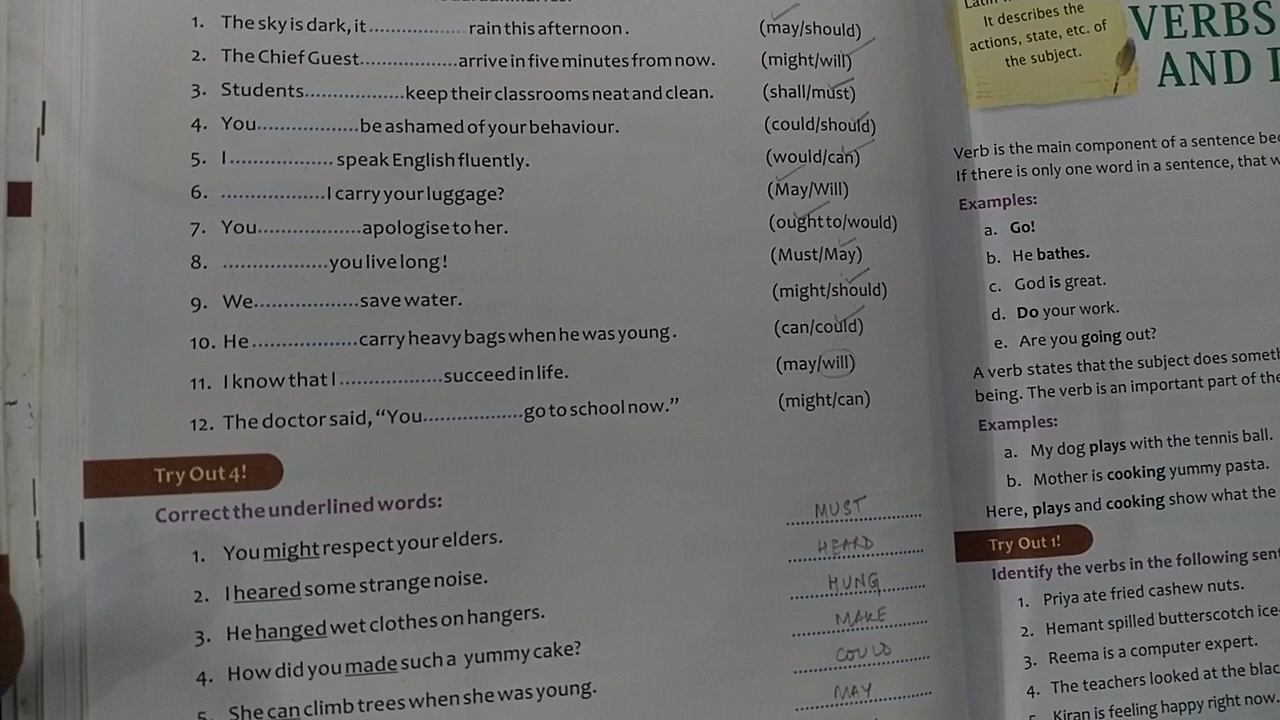 1. The sky is dark, it.................. rain this afternoon. (may/should)
2. The Chief Guest..................arrive in five minutes from now. (might/will)
3. Students..................keep their classrooms neat and clean. (shall/must)
4. You..................be ashamed of your behaviour. (could/should)
5. I.................. speak English fluently. (would/can)
6. ..................I carry your luggage? (May/Will)
7. You..................apologise to her. (ought to/would)
8. ..................you live long! (Must/May)
9. We..................save water. (might/should)
10. He..................carry heavy bags when he was young. (can/could)
11. I know that I..................succeed in life. (may/will)
12. The doctor said, “You..................go to school now.” (might/can)
Try Out 4!
Correct the underlined words:
1. You might respect your elders. MUST
2. I heared some strange noise. HEARD
3. He hanged wet clothes on hangers. HUNG
4. How did you made such a yummy cake? MAKE
5. She can climb trees when she was young. COULD
MAY
It describes the
actions, state, etc. of
the subject.
VERBS
AND
Verb is the main component of a sentence
If there is only one word in a sentence, that
Examples:
a. Go!
b. He bathes.
c. God is great.
d. Do your work.
e. Are you going out?
A verb states that the subject does
being. The verb is an important part of the
Examples:
a. My dog plays with the tennis ball.
b. Mother is cooking yummy pasta.
Here, plays and cooking show what the
Try Out 1!
Identify the verbs in the following
1. Priya ate fried cashew nuts.
2. Hemant spilled butterscotch
3. Reema is a computer expert.
4. The teachers looked at the
5. Kiran is feeling happy right now.